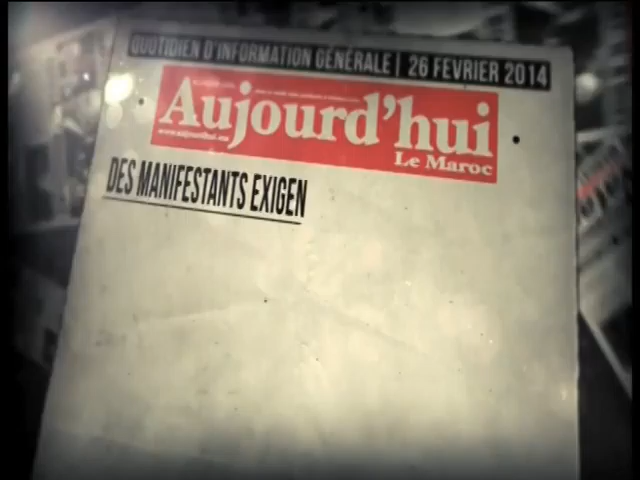 QUOTIDIEN D'INFORMATION GÉNÉRALE | 26 FEVRIER 2014
Aujourd'hui
Le Maroc
DES MANIFESTANTS EXIGEN